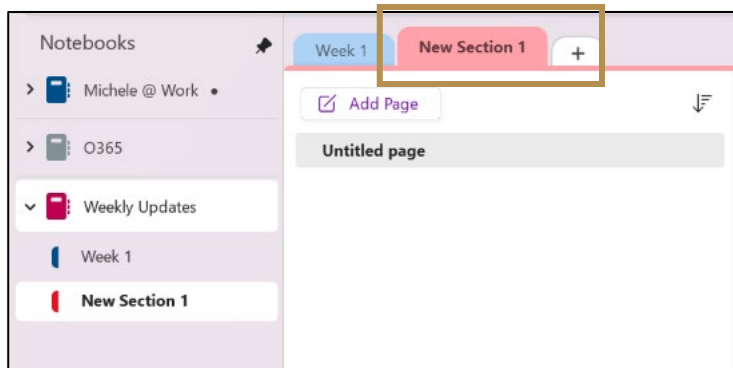 Notebooks
Week 1
New Section 1
+
Michele @ Work
Add Page
O365
Untitled page
Weekly Updates
Week 1
New Section 1